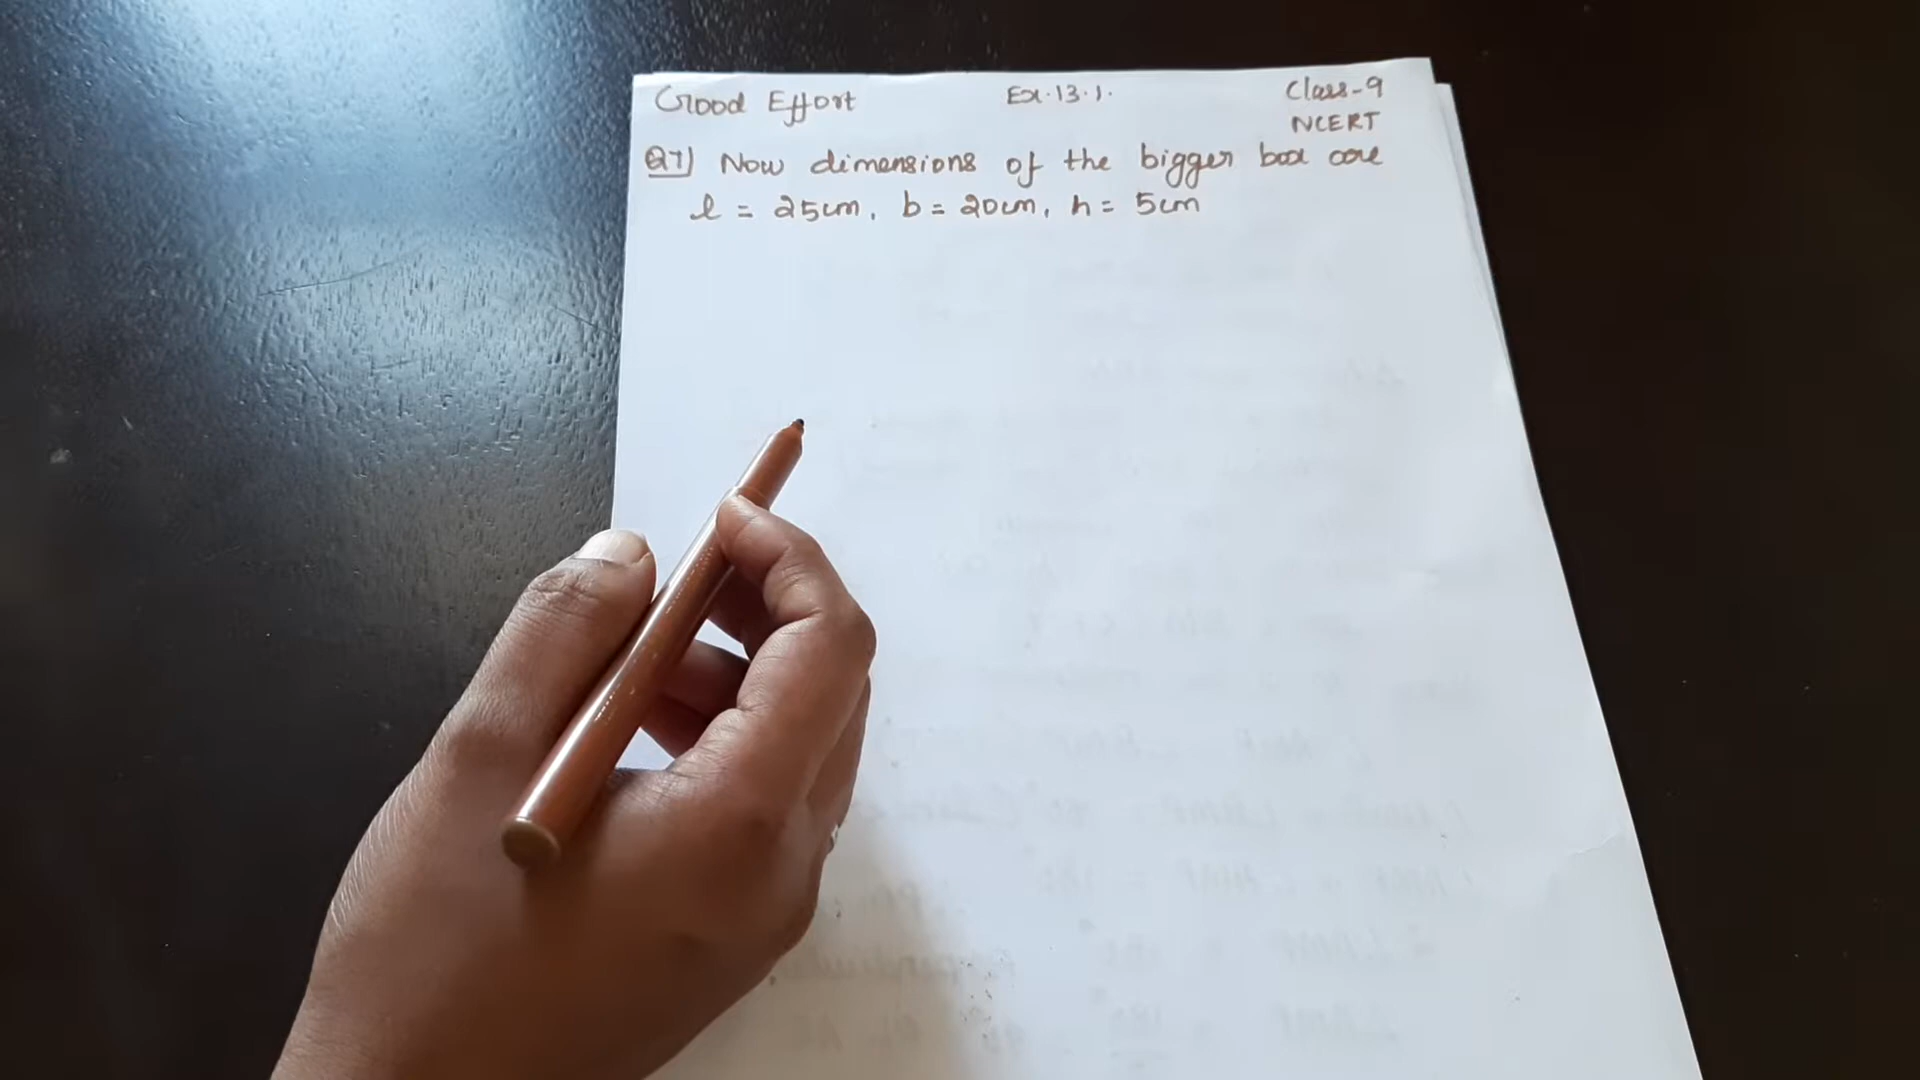 Good Effort Ex.13.1. Class-9
NCERT
Q7) Now dimensions of the bigger box are
l = 25cm, b = 20cm, h = 5cm